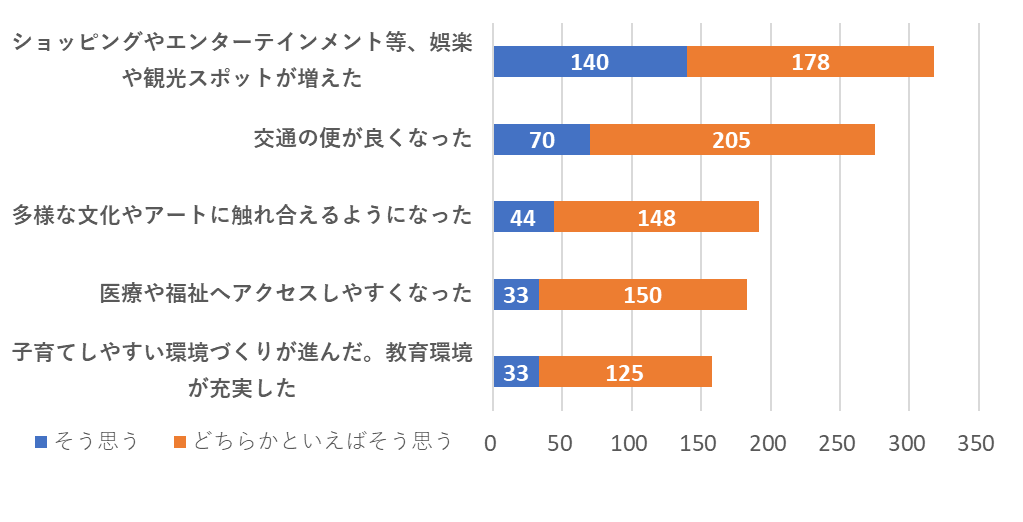 ショッピングやエンターテインメント等、娯楽
や観光スポットが増えた
140
178
交通の便が良くなった
70
205
多様な文化やアートに触れ合えるようになった
44
148
医療や福祉へアクセスしやすくなった
33
150
子育てしやすい環境づくりが進んだ。教育環境
が充実した
33
125
そう思う
どちらかといえばそう思う
0 50 100 150 200 250 300 350